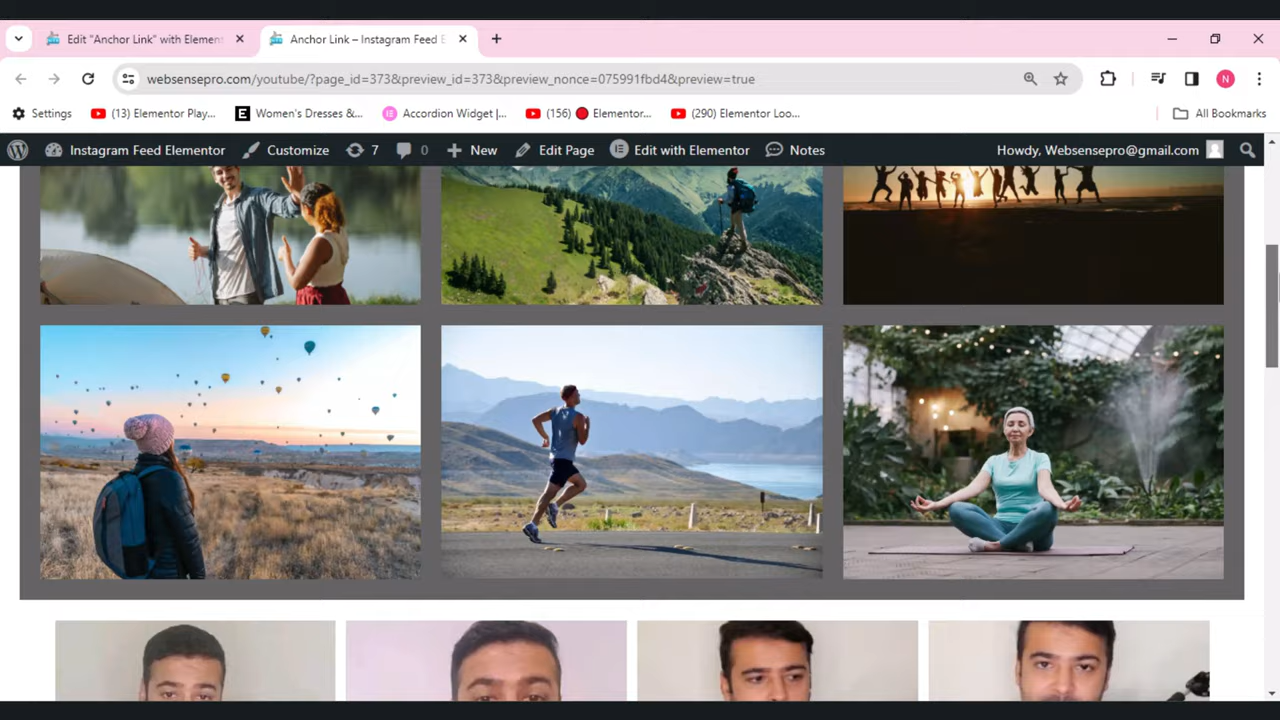 Edit "Anchor Link" with Element
Anchor Link – Instagram Feed E
websensepro.com/youtube/?page_id=373&preview_id=373&preview_nonce=075991fbd4&preview=true
N
Settings
(13) Elementor Play...
E Women's Dresses &...
Accordion Widget |...
(156) Elementor...
(290) Elementor Loo...
All Bookmarks
Instagram Feed Elementor
Customize
7
0
New
Edit Page
Edit with Elementor
Notes
Howdy, Websensepro@gmail.com